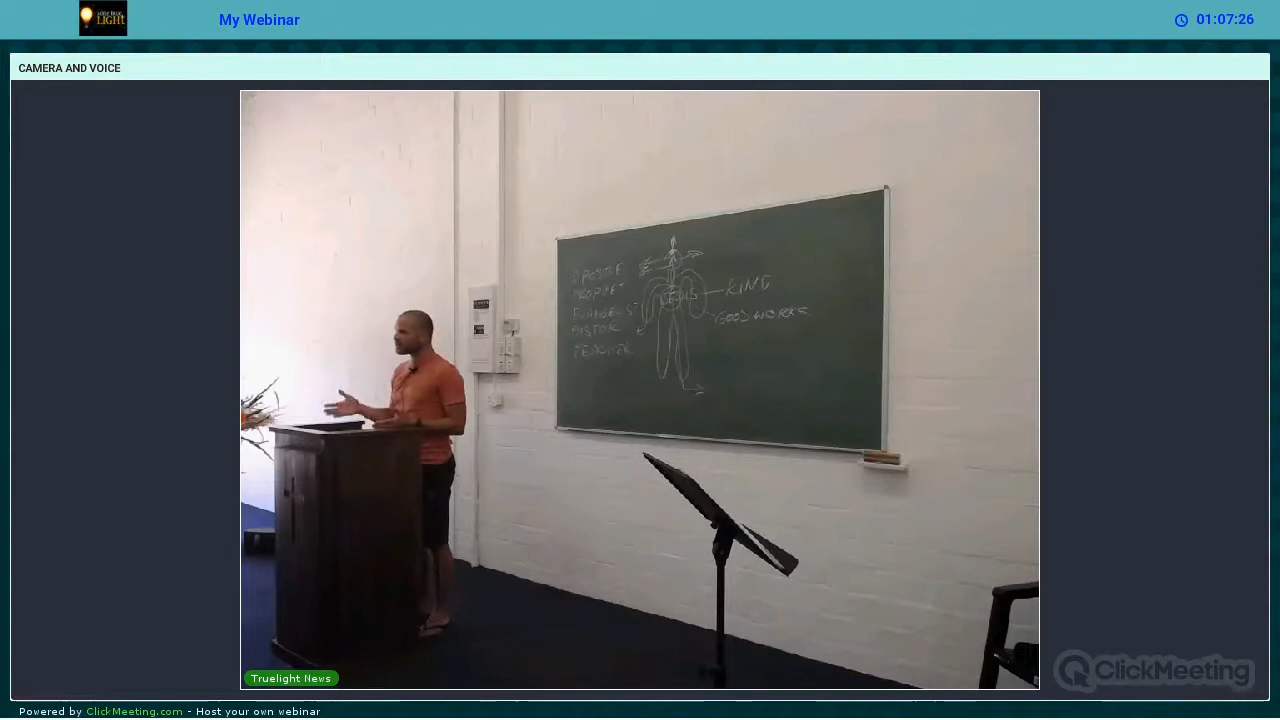 LIGHT
My Webinar
01:07:26
CAMERA AND VOICE
APOSTLE
PROPHET
EVANGELIST
PASTOR
TEACHER
KING
GOOD WORKS
Truelight News
ClickMeeting
Powered by ClickMeeting.com - Host your own webinar